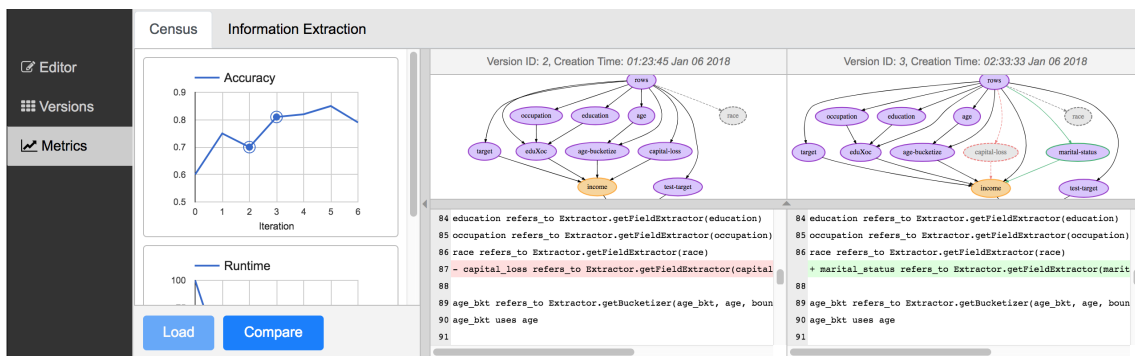 Census
Information Extraction
Editor
Versions
Metrics
Accuracy
0.9
0.8
0.7
0.6
0.5
0 1 2 3 4 5 6
Iteration
Runtime
100
Load
Compare
Version ID: 2, Creation Time: 01:23:45 Jan 06 2018
rows
occupation education age race
target eduXoc age-bucketize capital-loss
income test-target
84 education refers_to Extractor.getFieldExtractor(education)
85 occupation refers_to Extractor.getFieldExtractor(occupation)
86 race refers_to Extractor.getFieldExtractor(race)
87 - capital_loss refers_to Extractor.getFieldExtractor(capital
88
89 age_bkt refers_to Extractor.getBucketizer(age_bkt, age, boun
90 age_bkt uses age
91
Version ID: 3, Creation Time: 02:33:33 Jan 06 2018
rows
occupation education age race
target eduXoc age-bucketize capital-loss marital-status
income test-target
84 education refers_to Extractor.getFieldExtractor(education)
85 occupation refers_to Extractor.getFieldExtractor(occupation)
86 race refers_to Extractor.getFieldExtractor(race)
+ marital_status refers_to Extractor.getFieldExtractor(marit
88
89 age_bkt refers_to Extractor.getBucketizer(age_bkt, age, boun
90 age_bkt uses age
91